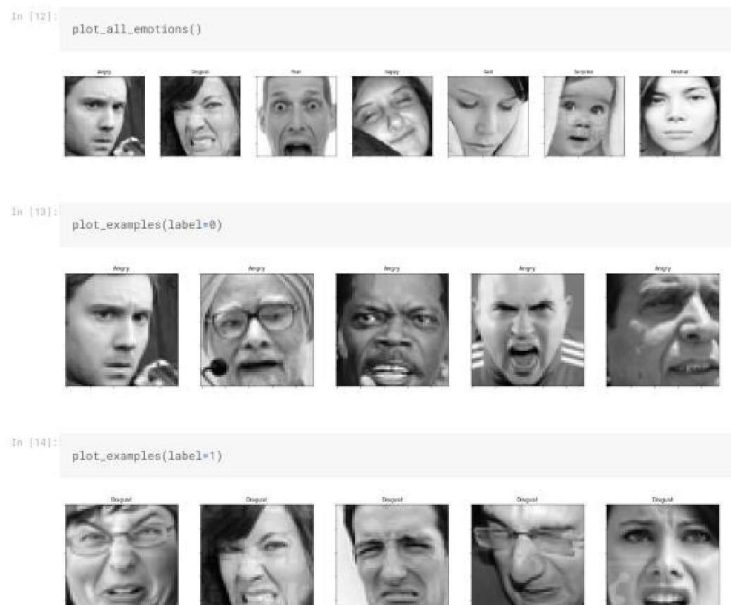 In [12]:
plot_all_emotions()
Angry Disgust Fear Happy Sad Surprise Neutral
In [13]:
plot_examples(label=0)
Angry Angry Angry Angry Angry
In [14]:
plot_examples(label=1)
Disgust Disgust Disgust Disgust Disgust